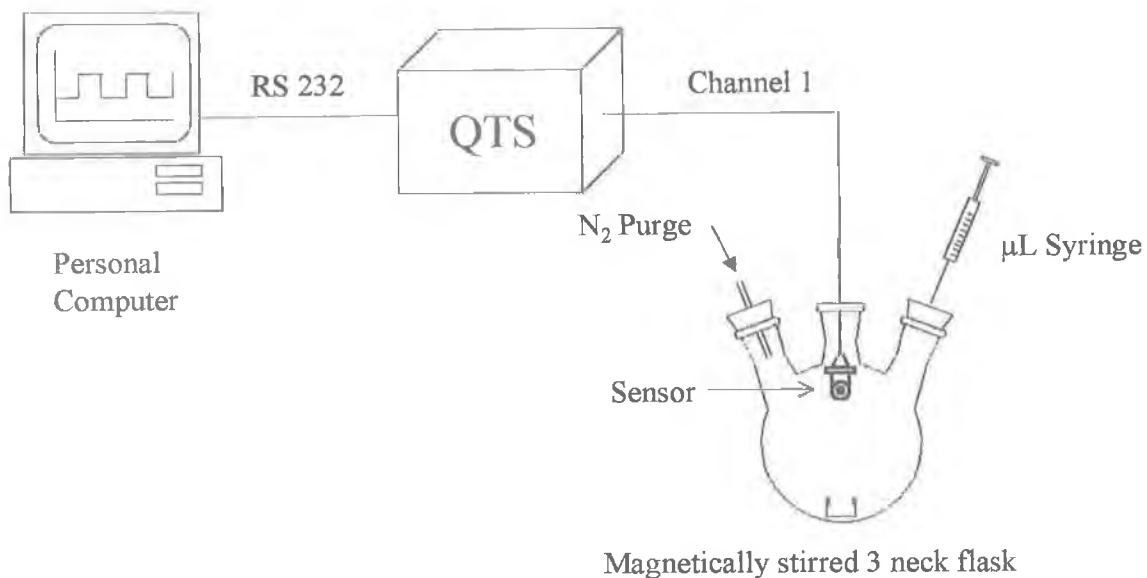 RS 232
QTS
Channel 1
N₂ Purge
μL Syringe
Personal
Computer
Sensor
Magnetically stirred 3 neck flask